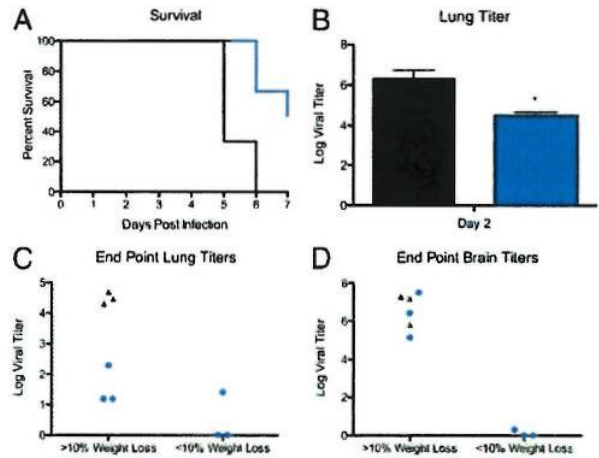 A
Survival
Percent Survival
100
80
60
40
20
0
0 1 2 3 4 5 6 7
Days Post Infection
B
Lung Titer
Log Viral Titer
8
6
4
2
0
*
Day 2
C
End Point Lung Titers
Log Viral Titer
5
4
3
2
1
0
>10% Weight Loss <10% Weight Loss
D
End Point Brain Titers
Log Viral Titer
8
6
4
2
0
>10% Weight Loss <10% Weight Loss